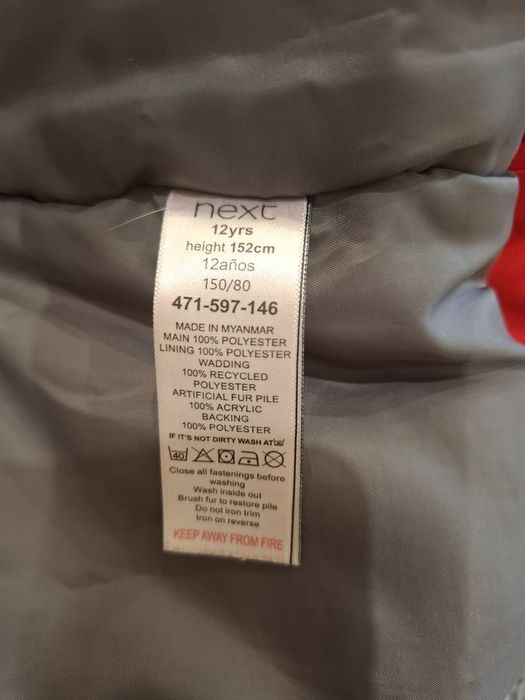 next
12yrs
height 152cm
12años
150/80
471-597-146
MADE IN MYANMAR
MAIN 100% POLYESTER
LINING 100% POLYESTER
WADDING
100% RECYCLED
POLYESTER
ARTIFICIAL FUR PILE
100% ACRYLIC
BACKING
100% POLYESTER
IF IT'S NOT DIRTY WASH AT
40
Close all fastenings before
washing
Wash inside out
Brush fur to restore pile
Do not iron trim
Iron on reverse
KEEP AWAY FROM FIRE